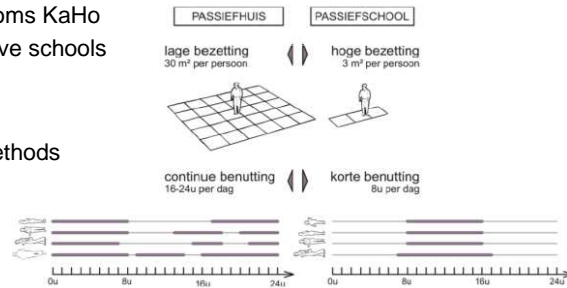 oms KaHo
ve schools
ethods
PASSIEFHUIS PASSIEFSCHOOL
lage bezetting hoge bezetting
30 m² per persoon 3 m² per persoon
continue benutting korte benutting
16-24u per dag 8u per dag
0u 8u 16u 24u 0u 8u 16u 24u